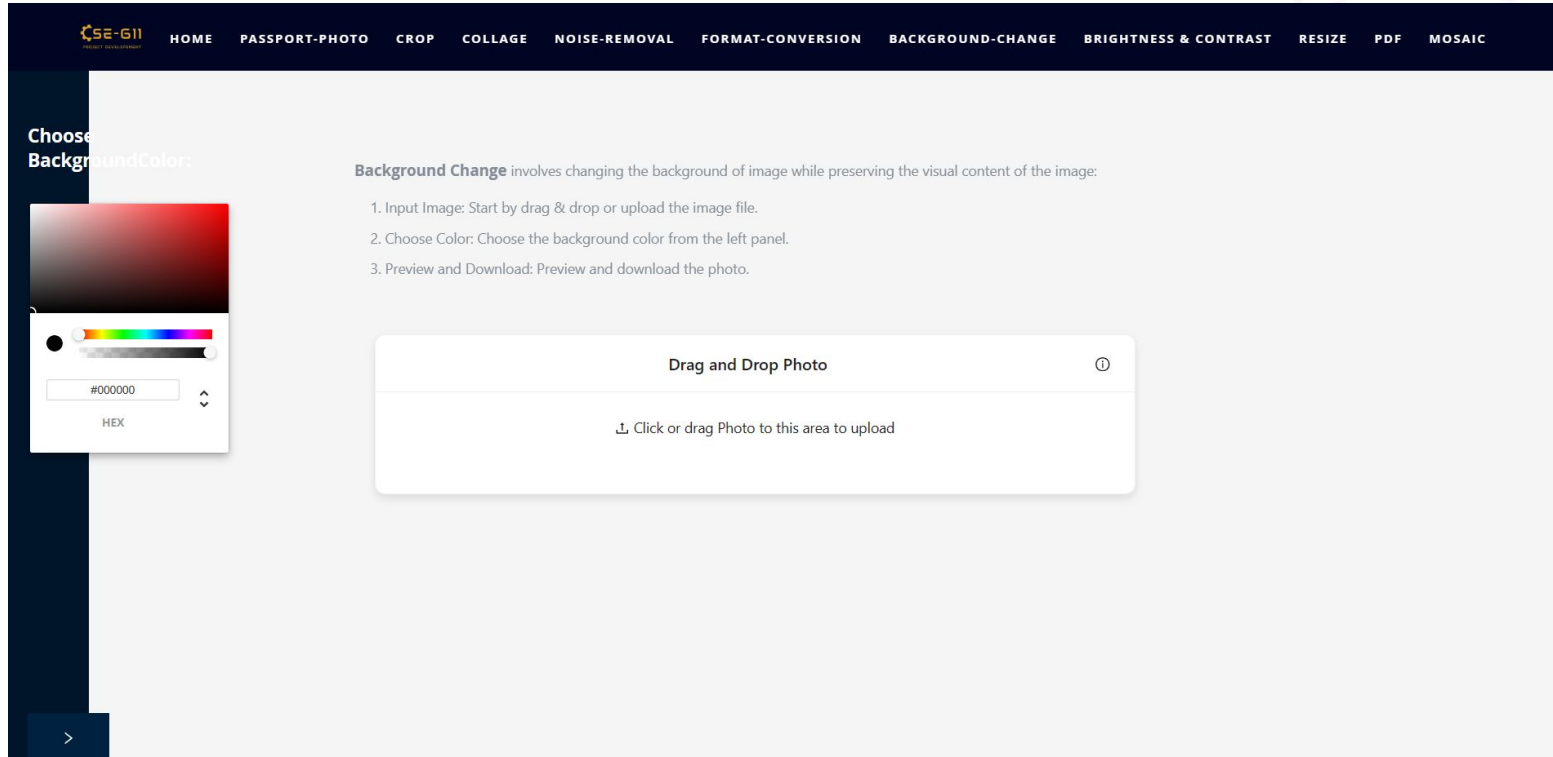 CSE-G11
PROJECT DEVELOPMENT
HOME PASSPORT-PHOTO CROP COLLAGE NOISE-REMOVAL FORMAT-CONVERSION BACKGROUND-CHANGE BRIGHTNESS & CONTRAST RESIZE PDF MOSAIC
Choose
BackgroundColor:
#000000
HEX
Background Change involves changing the background of image while preserving the visual content of the image:
1. Input Image: Start by drag & drop or upload the image file.
2. Choose Color: Choose the background color from the left panel.
3. Preview and Download: Preview and download the photo.
Drag and Drop Photo
Click or drag Photo to this area to upload